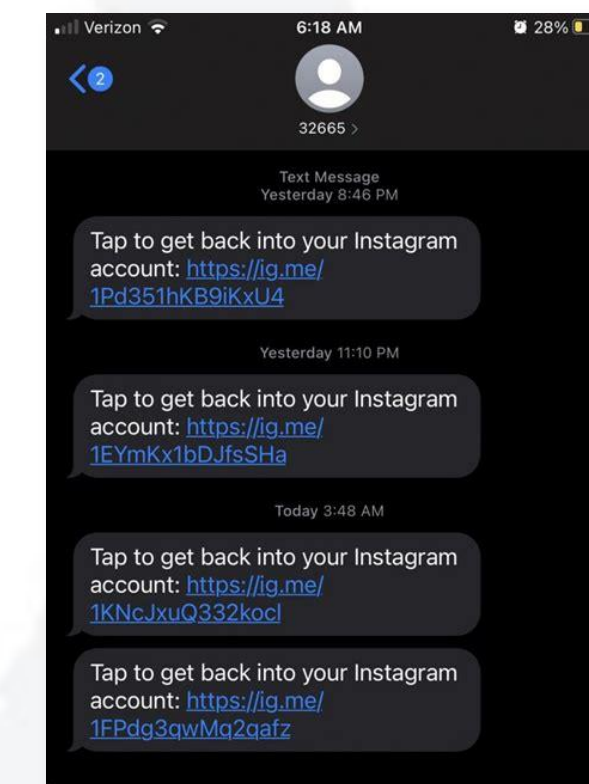 Verizon 6:18 AM 28%
2
32665 >
Text Message
Yesterday 8:46 PM
Tap to get back into your Instagram
account: https://ig.me/
1Pd351hKB9iKxU4
Yesterday 11:10 PM
Tap to get back into your Instagram
account: https://ig.me/
1EYmKx1bDJfsSHa
Today 3:48 AM
Tap to get back into your Instagram
account: https://ig.me/
1KNcJxuQ332kocl
Tap to get back into your Instagram
account: https://ig.me/
1FPdg3qwMq2qafz